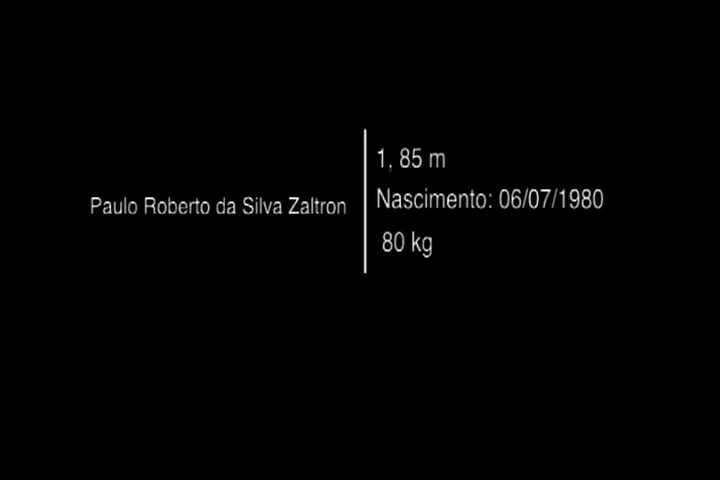 Paulo Roberto da Silva Zaltron
1, 85 m
Nascimento: 06/07/1980
80 kg